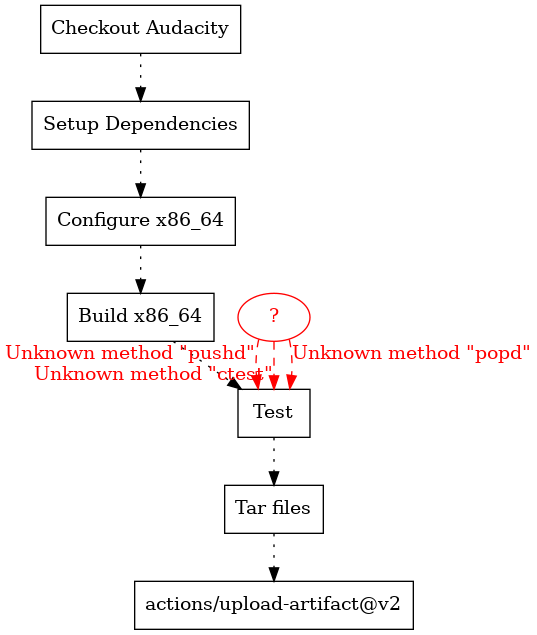 Checkout Audacity
Setup Dependencies
Configure x86_64
Build x86_64
?
Unknown method "pushd"
Unknown method "popd"
Unknown method "ctest"
Test
Tar files
actions/upload-artifact@v2